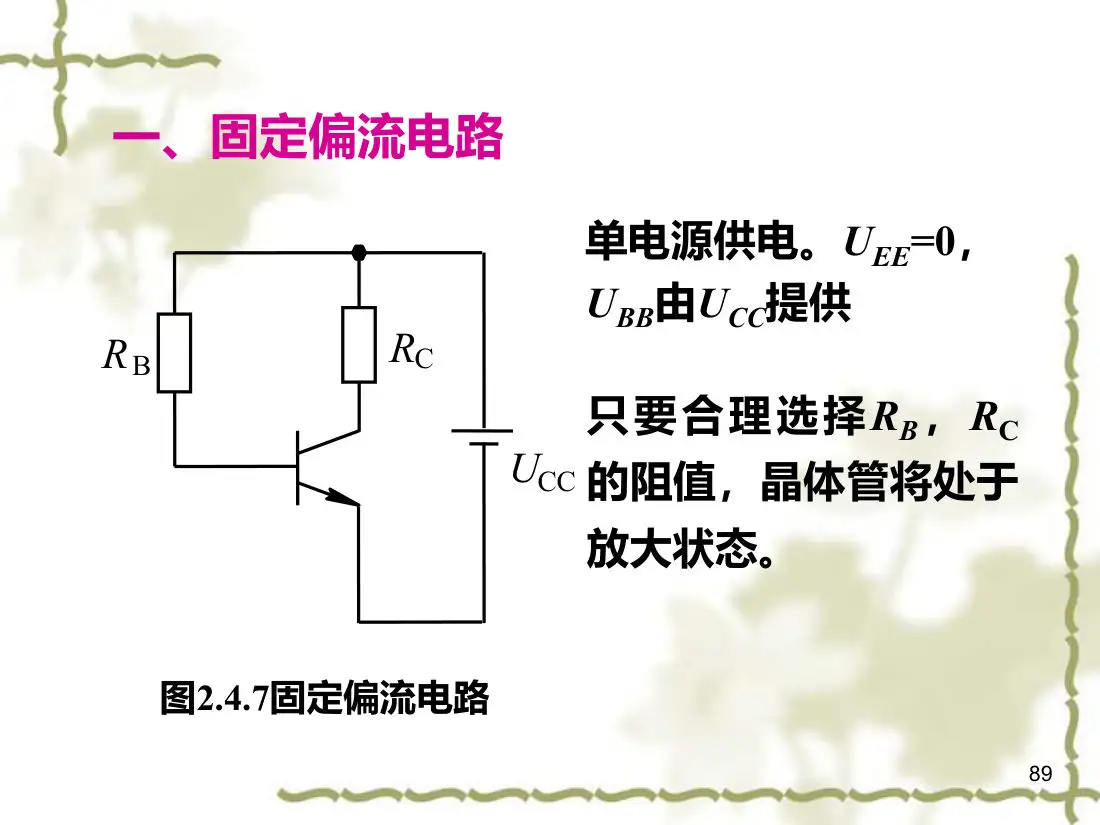 一、固定偏流电路
单电源供电。UEE=0，
UBB由UCC提供
RB
RC
UCC
只要合理选择RB，RC
的阻值，晶体管将处于
放大状态。
图2.4.7固定偏流电路
89